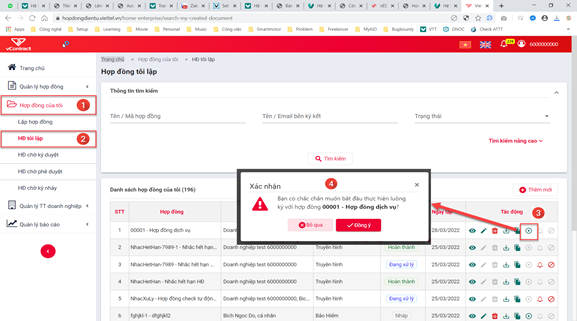 hopdongdientu.viettel.vn/home-enterprise/search-my-created-document
Apps
Công nghệ
Setup
Learning
Movie
Personal
Music
Công việc
Smartmotor
Problem
Freelancer
MyKID
Bugbounty
VTT
GNOC
Check ATTT
vContract
6000000000
Trang chủ
Quản lý hợp đồng
Hợp đồng của tôi
1
Lập hợp đồng
HĐ tôi lập
2
HĐ chờ ký duyệt
HĐ chờ phê duyệt
HĐ chờ ký nháy
Quản lý TT doanh nghiệp
Quản lý báo cáo
Trang chủ > Hợp đồng của tôi > HĐ tôi lập
Hợp đồng tôi lập
Thông tin tìm kiếm
Tên / Mã hợp đồng
Tên / Email bên ký kết
Trạng thái
Tìm kiếm nâng cao
Tìm kiếm
Danh sách hợp đồng của tôi (196)
Thêm mới
Xác nhận
4
Bạn có chắc chắn muốn bắt đầu thực hiện luồng
ký với hợp đồng 00001 - Hợp đồng dịch vụ?
Bỏ qua
Đồng ý
3
STT Hợp đồng Ngày lập Tác động
1 00001 - Hợp đồng dịch vụ 28/03/2022
2 NhacHetHan-7989-1 - Nhắc hết hạn... Doanh nghiệp test 6000000000 Truyền hình Hoàn thành 25/03/2022
3 NhacHetHan-7989 - Nhắc hết hạn ... Doanh nghiệp test 6000000000 Truyền hình Đang xử lý 25/03/2022
4 NhacHetHan - Nhắc hết hạn HĐ Doanh nghiệp test 6000000000 Truyền hình Hoàn thành 25/03/2022
5 NhacXuLy - Hợp đồng check tự độn... Doanh nghiệp test 6000000000, Bíc... Truyền hình Đang xử lý 25/03/2022
6 fghjkl-1 - dfghjkl2 Bích Ngọc Do, cá nhân Bảo Hiểm Nháp 25/03/2022